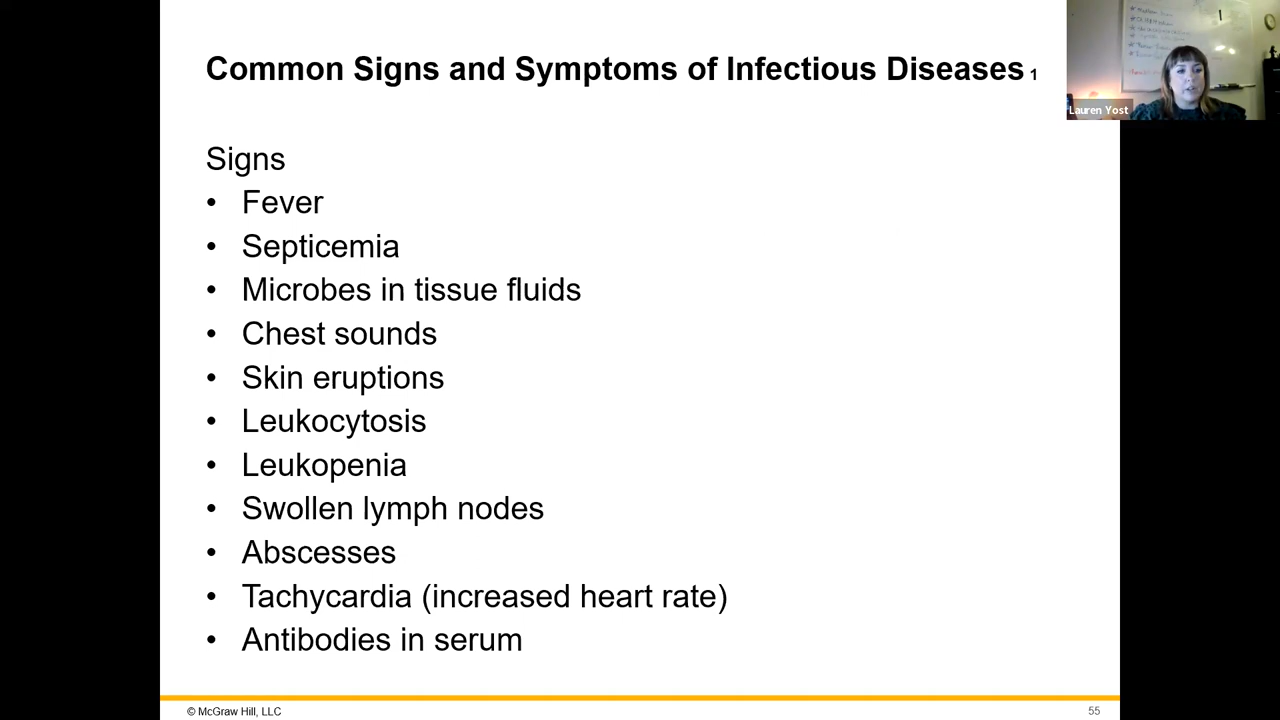 Common Signs and Symptoms of Infectious Diseases 1
Lauren Yost
Signs
• Fever
• Septicemia
• Microbes in tissue fluids
• Chest sounds
• Skin eruptions
• Leukocytosis
• Leukopenia
• Swollen lymph nodes
• Abscesses
• Tachycardia (increased heart rate)
• Antibodies in serum
© McGraw Hill, LLC
55